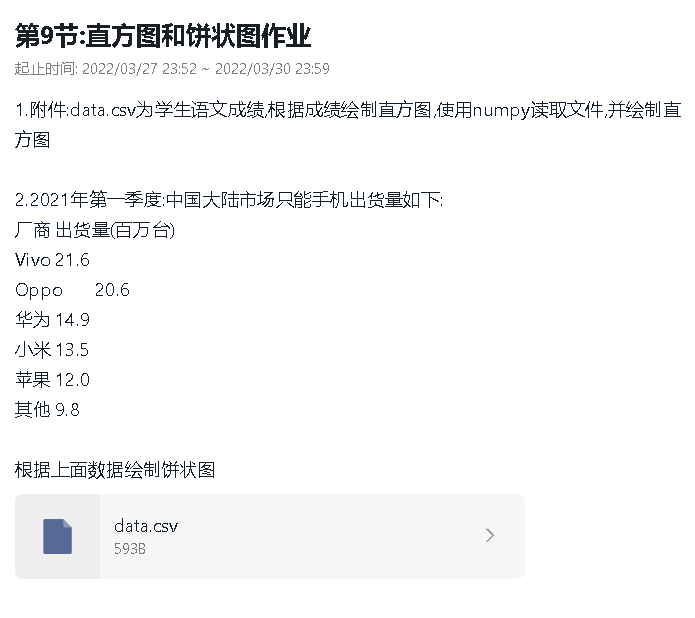 第9节:直方图和饼状图作业
起止时间: 2022/03/27 23:52 ~ 2022/03/30 23:59
1.附件:data.csv为学生语文成绩,根据成绩绘制直方图,使用numpy读取文件,并绘制直
方图
2.2021年第一季度:中国大陆市场只能手机出货量如下:
厂商 出货量(百万台)
Vivo 21.6
Oppo 20.6
华为 14.9
小米 13.5
苹果 12.0
其他 9.8
根据上面数据绘制饼状图
data.csv
593B